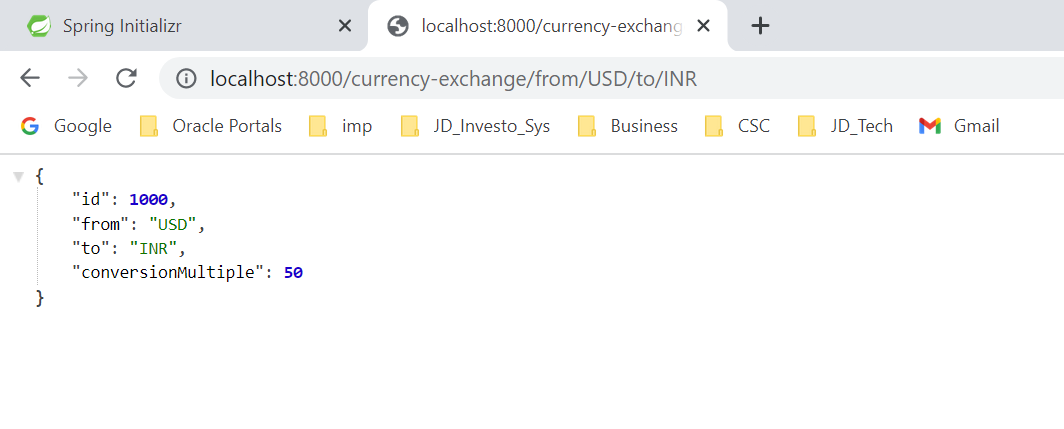 Spring Initializr
localhost:8000/currency-exchang
localhost:8000/currency-exchange/from/USD/to/INR
Google Oracle Portals imp JD_Investo_Sys Business CSC JD_Tech Gmail
{
"id": 1000,
"from": "USD",
"to": "INR",
"conversionMultiple": 50
}